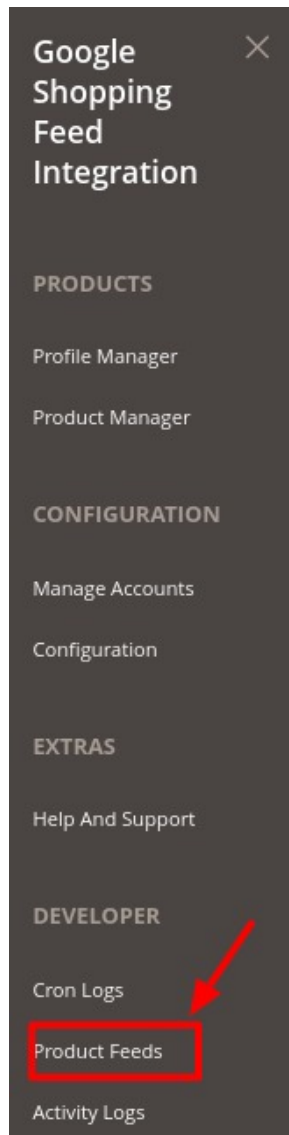 Google
Shopping
Feed
Integration
PRODUCTS
Profile Manager
Product Manager
CONFIGURATION
Manage Accounts
Configuration
EXTRAS
Help And Support
DEVELOPER
Cron Logs
Product Feeds
Activity Logs